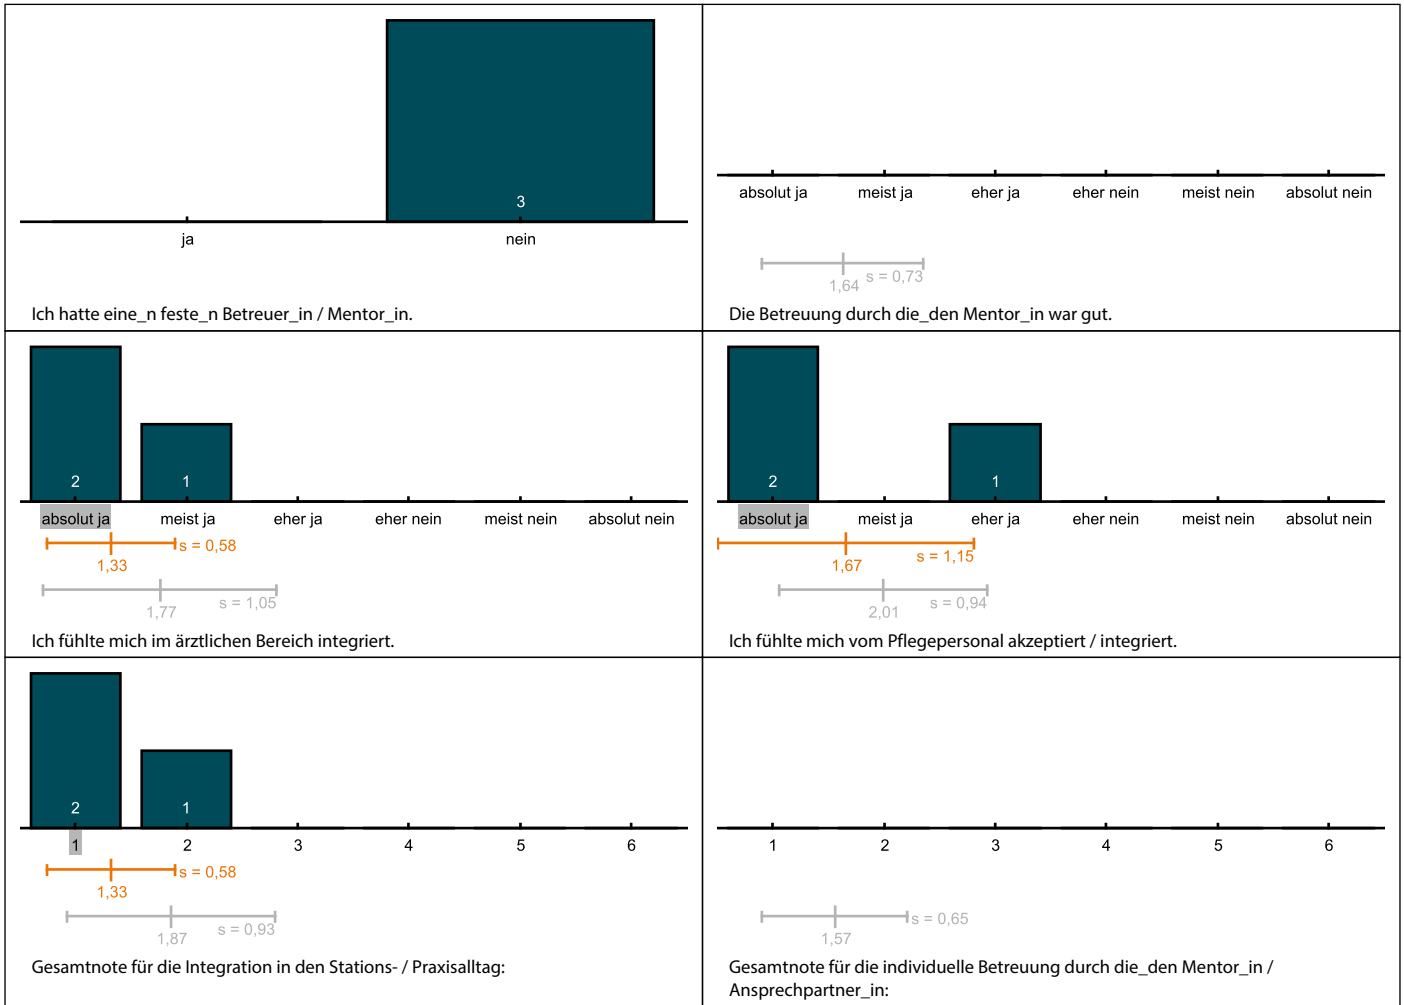 3
ja nein
Ich hatte eine_n feste_n Betreuer_in / Mentor_in.
absolut ja meist ja eher ja eher nein meist nein absolut nein
s = 0,73
1,64
Die Betreuung durch die_den Mentor_in war gut.
2 1
absolut ja meist ja eher ja eher nein meist nein absolut nein
s = 0,58
1,33
s = 1,05
1,77
Ich fühlte mich im ärztlichen Bereich integriert.
2 1
absolut ja meist ja eher ja eher nein meist nein absolut nein
s = 1,15
1,67
s = 0,94
2,01
Ich fühlte mich vom Pflegepersonal akzeptiert / integriert.
2 1
1 2 3 4 5 6
s = 0,58
1,33
s = 0,93
1,87
Gesamtnote für die Integration in den Stations- / Praxisalltag:
1 2 3 4 5 6
s = 0,65
1,57
Gesamtnote für die individuelle Betreuung durch die_den Mentor_in /
Ansprechpartner_in: